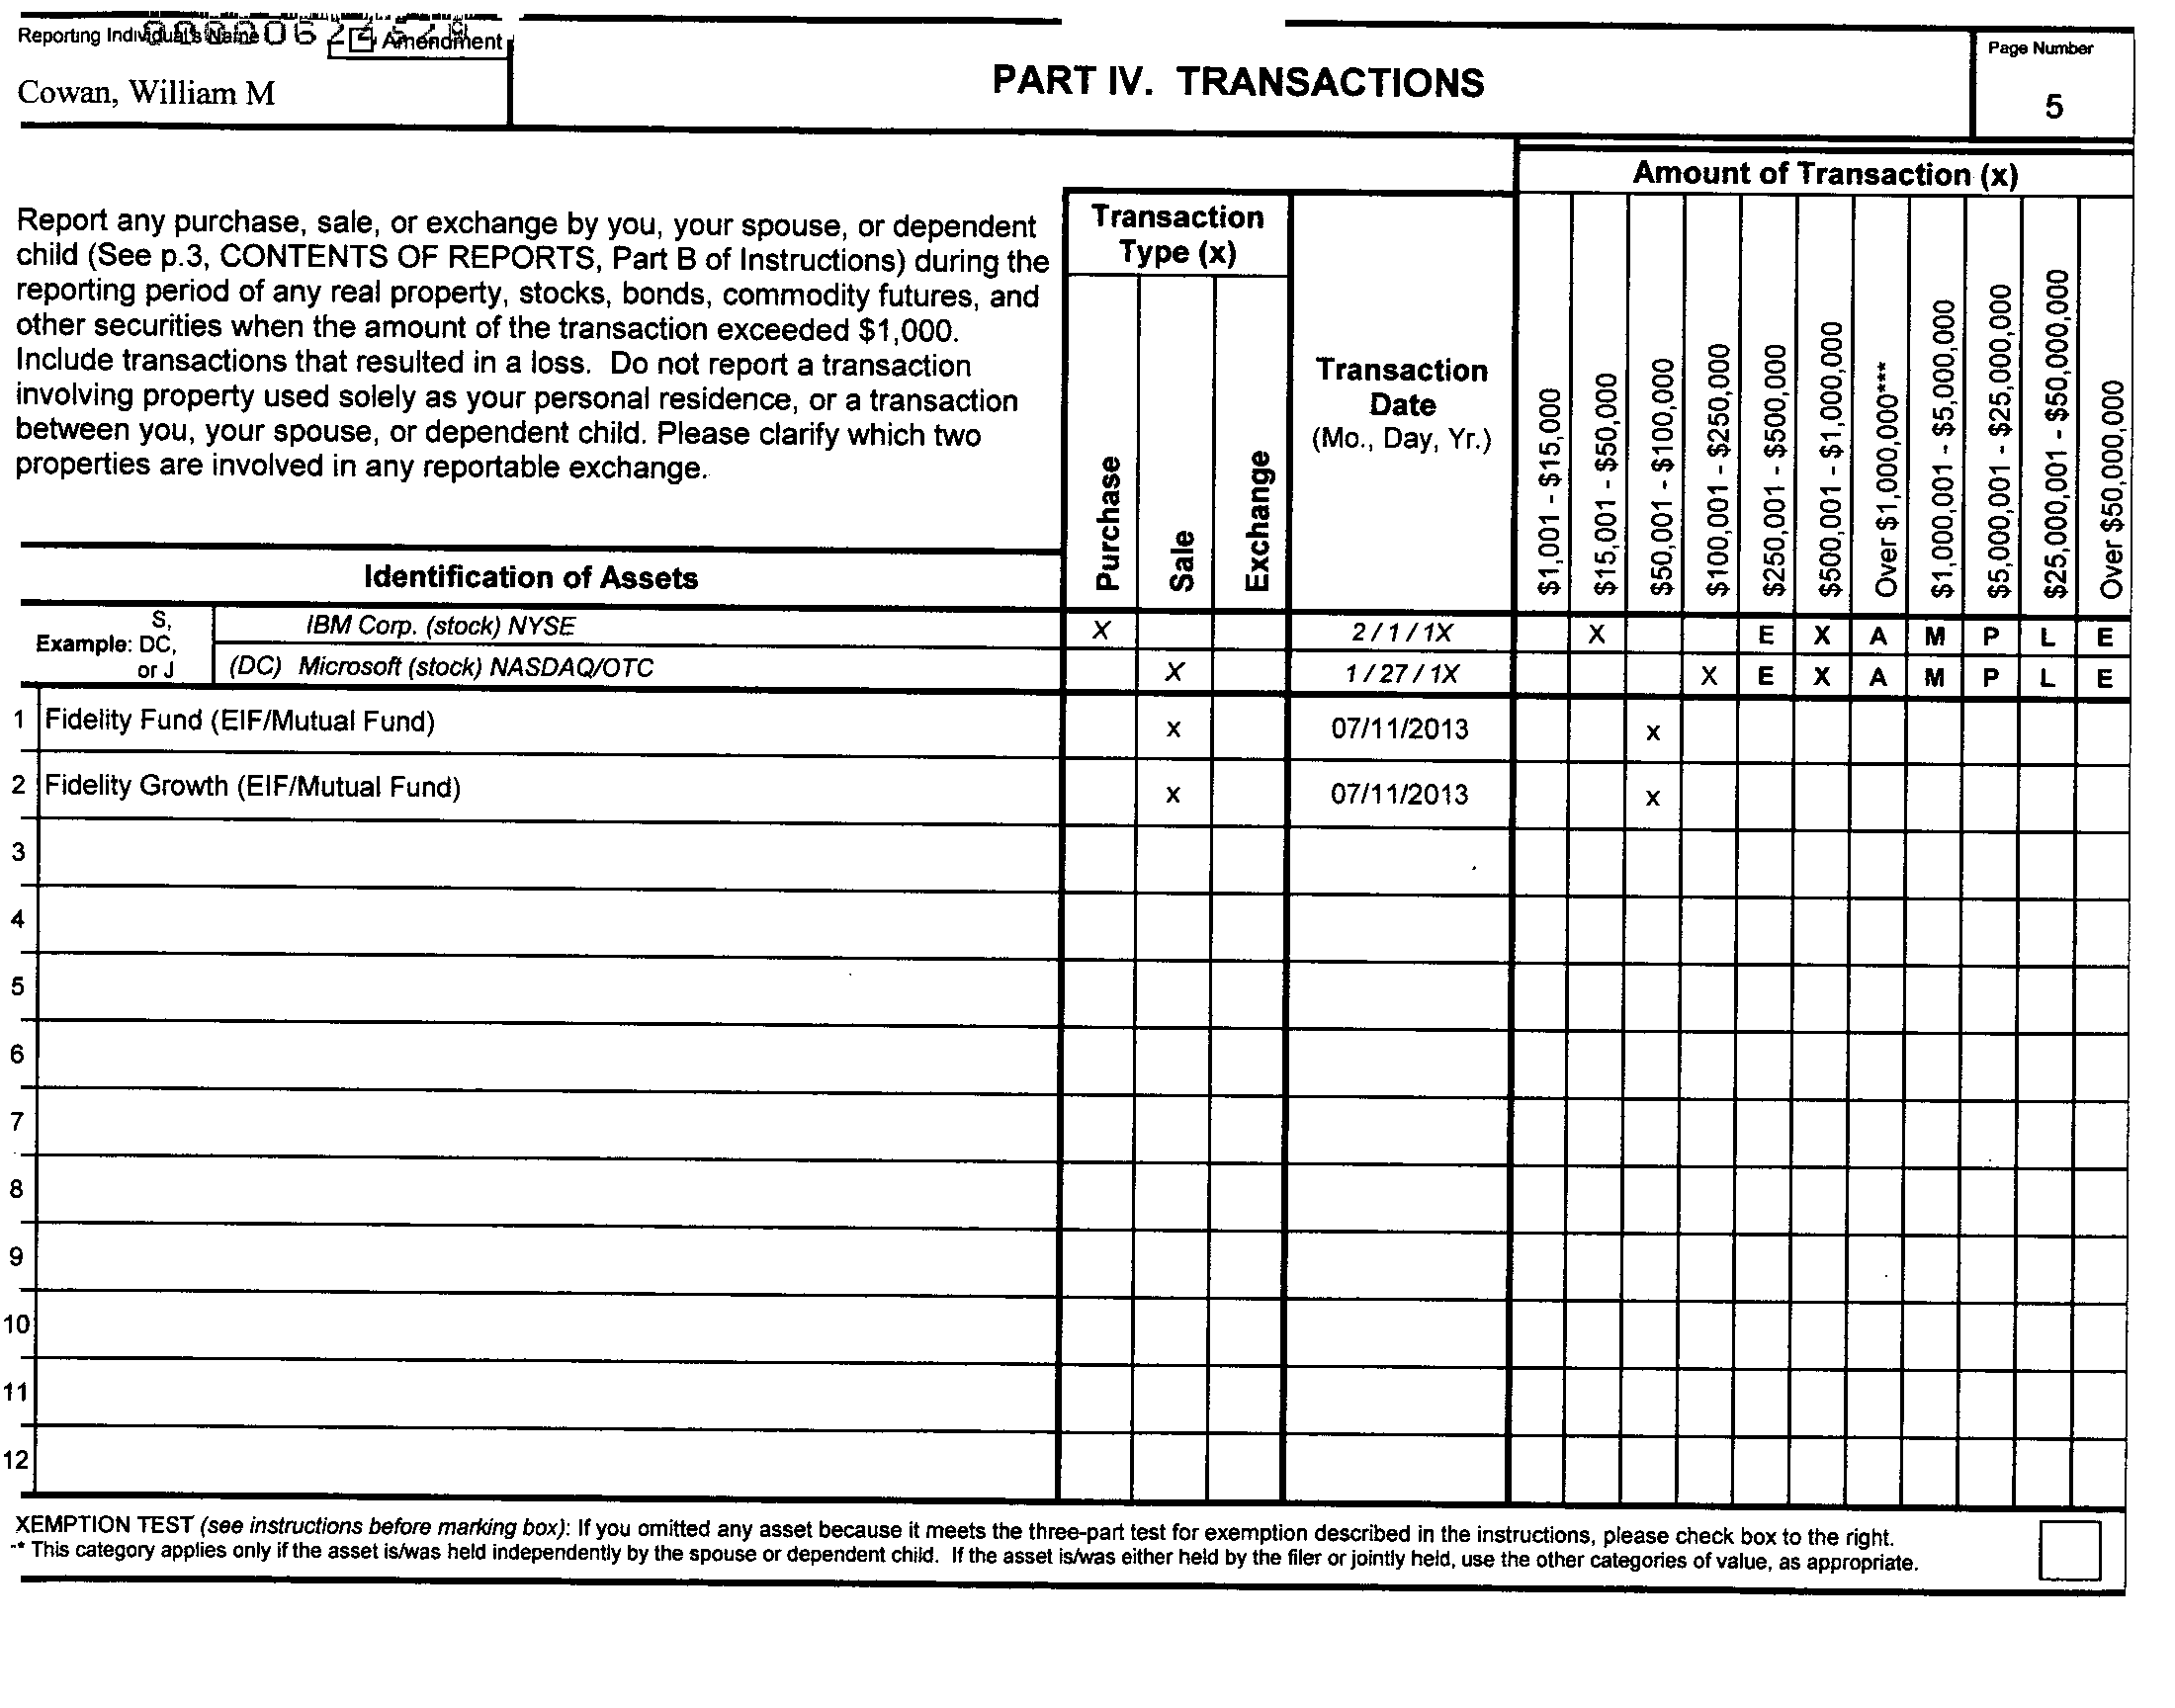 Reporting Individual's Name
Amendment
Cowan, William M
PART IV. TRANSACTIONS
Page Number
5
Report any purchase, sale, or exchange by you, your spouse, or dependent
child (See p.3, CONTENTS OF REPORTS, Part B of Instructions) during the
reporting period of any real property, stocks, bonds, commodity futures, and
other securities when the amount of the transaction exceeded $1,000.
Include transactions that resulted in a loss. Do not report a transaction
involving property used solely as your personal residence, or a transaction
between you, your spouse, or dependent child. Please clarify which two
properties are involved in any reportable exchange.
Transaction
Type (x)
Purchase
Sale
Exchange
Transaction
Date
(Mo., Day, Yr.)
Amount of Transaction (x)
$1,001 - $15,000
$15,001 - $50,000
$50,001 - $100,000
$100,001 - $250,000
$250,001 - $500,000
$500,001 - $1,000,000
Over $1,000,000***
$1,000,001 - $5,000,000
$5,000,001 - $25,000,000
$25,000,001 - $50,000,000
Over $50,000,000
Identification of Assets
Example: S, DC, or J
IBM Corp. (stock) NYSE X 2 / 1 / 1X X E X A M P L E
(DC) Microsoft (stock) NASDAQ/OTC X 1 / 27 / 1X X E X A M P L E
1 Fidelity Fund (EIF/Mutual Fund) x 07/11/2013 x
2 Fidelity Growth (EIF/Mutual Fund) x 07/11/2013 x
3
4
5
6
7
8
9
10
11
12
XEMPTION TEST (see instructions before marking box): If you omitted any asset because it meets the three-part test for exemption described in the instructions, please check box to the right.
** This category applies only if the asset is/was held independently by the spouse or dependent child. If the asset is/was either held by the filer or jointly held, use the other categories of value, as appropriate.